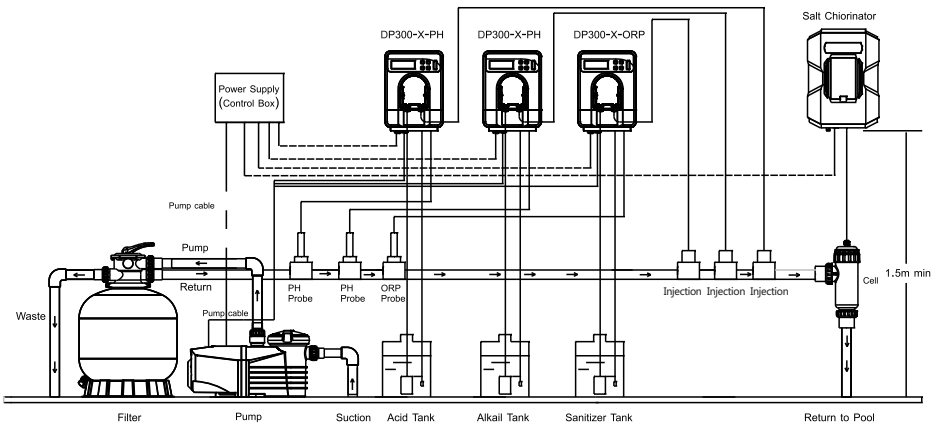 Salt Chiorinator
DP300-X-PH
DP300-X-PH
DP300-X-ORP
Power Supply
(Control Box)
Pump cable
Pump
Return
PH
Probe
PH
Probe
ORP
Probe
Injection
Injection
Injection
Cell
1.5m min
Waste
Pump cable
Filter
Pump
Suction
Acid Tank
Alkail Tank
Sanitizer Tank
Return to Pool